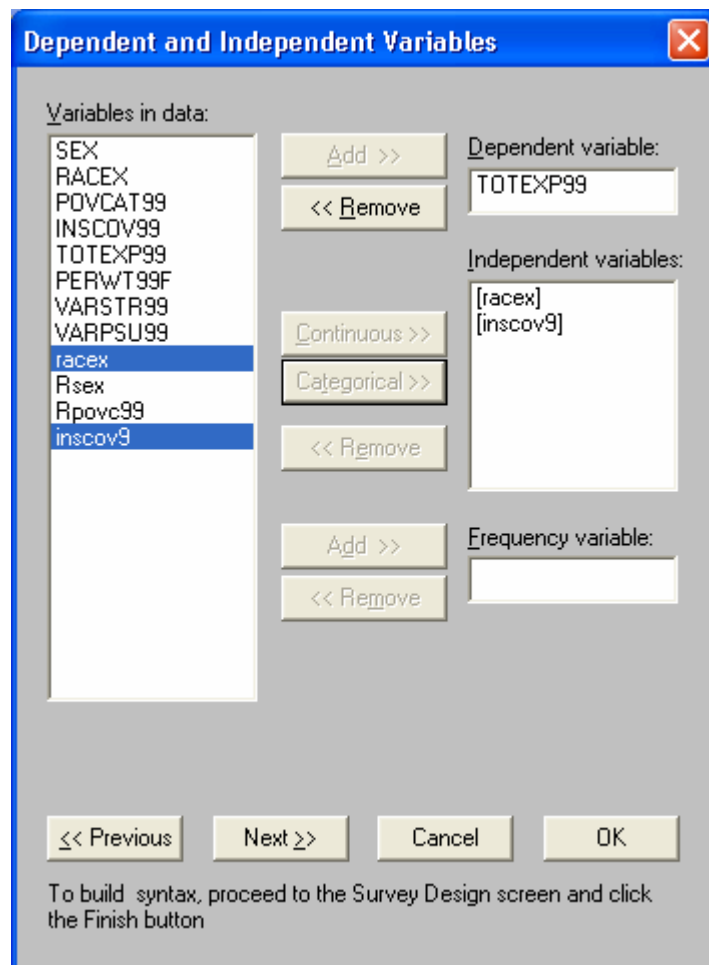 Dependent and Independent Variables
Variables in data:
SEX
RACEX
POVCAT99
INSCOV99
TOTEXP99
PERWT99F
VARSTR99
VARPSU99
racex
Rsex
Rpovc99
inscov9
Add >>
<< Remove
Continuous >>
Categorical >>
<< Remove
Add >>
<< Remove
Dependent variable:
TOTEXP99
Independent variables:
[racex]
[inscov9]
Frequency variable:
<< Previous
Next >>
Cancel
OK
To build syntax, proceed to the Survey Design screen and click
the Finish button